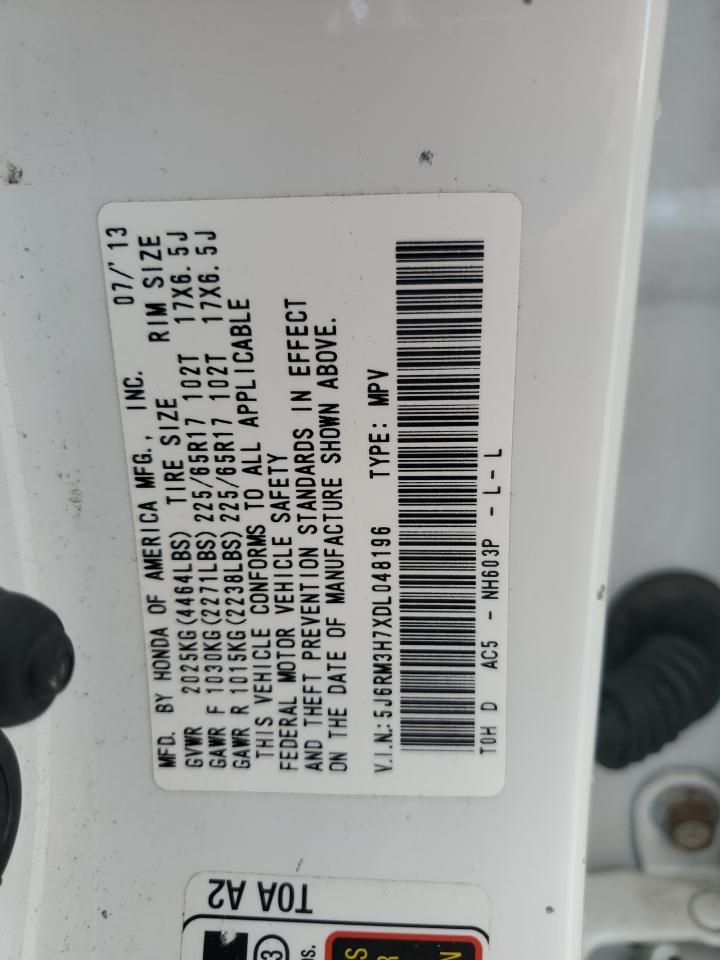 MFD. BY HONDA OF AMERICA MFG., INC. 07/'13
GVWR 2025KG(4464LBS) TIRE SIZE RIM SIZE
GAWR F 1030KG(2271LBS) 225/65R17 102T 17X6.5J
GAWR R 1015KG(2238LBS) 225/65R17 102T 17X6.5J
THIS VEHICLE CONFORMS TO ALL APPLICABLE
FEDERAL MOTOR VEHICLE SAFETY
AND THEFT PREVENTION STANDARDS IN EFFECT
ON THE DATE OF MANUFACTURE SHOWN ABOVE.
V.I.N.: 5J6RM3H7XDL048196 TYPE: MPV
T0H D AC5 - NH603P - L-L
T0A A2